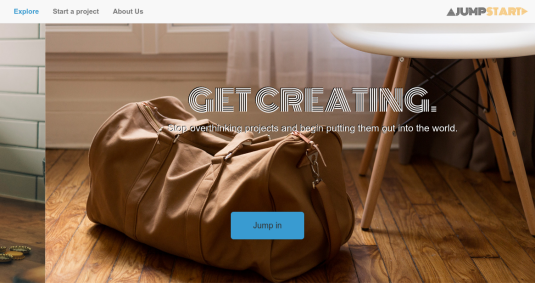 Explore
Start a project
About Us
JUMPSTART
GET CREATING.
Stop overthinking projects and begin putting them out into the world.
Jump in